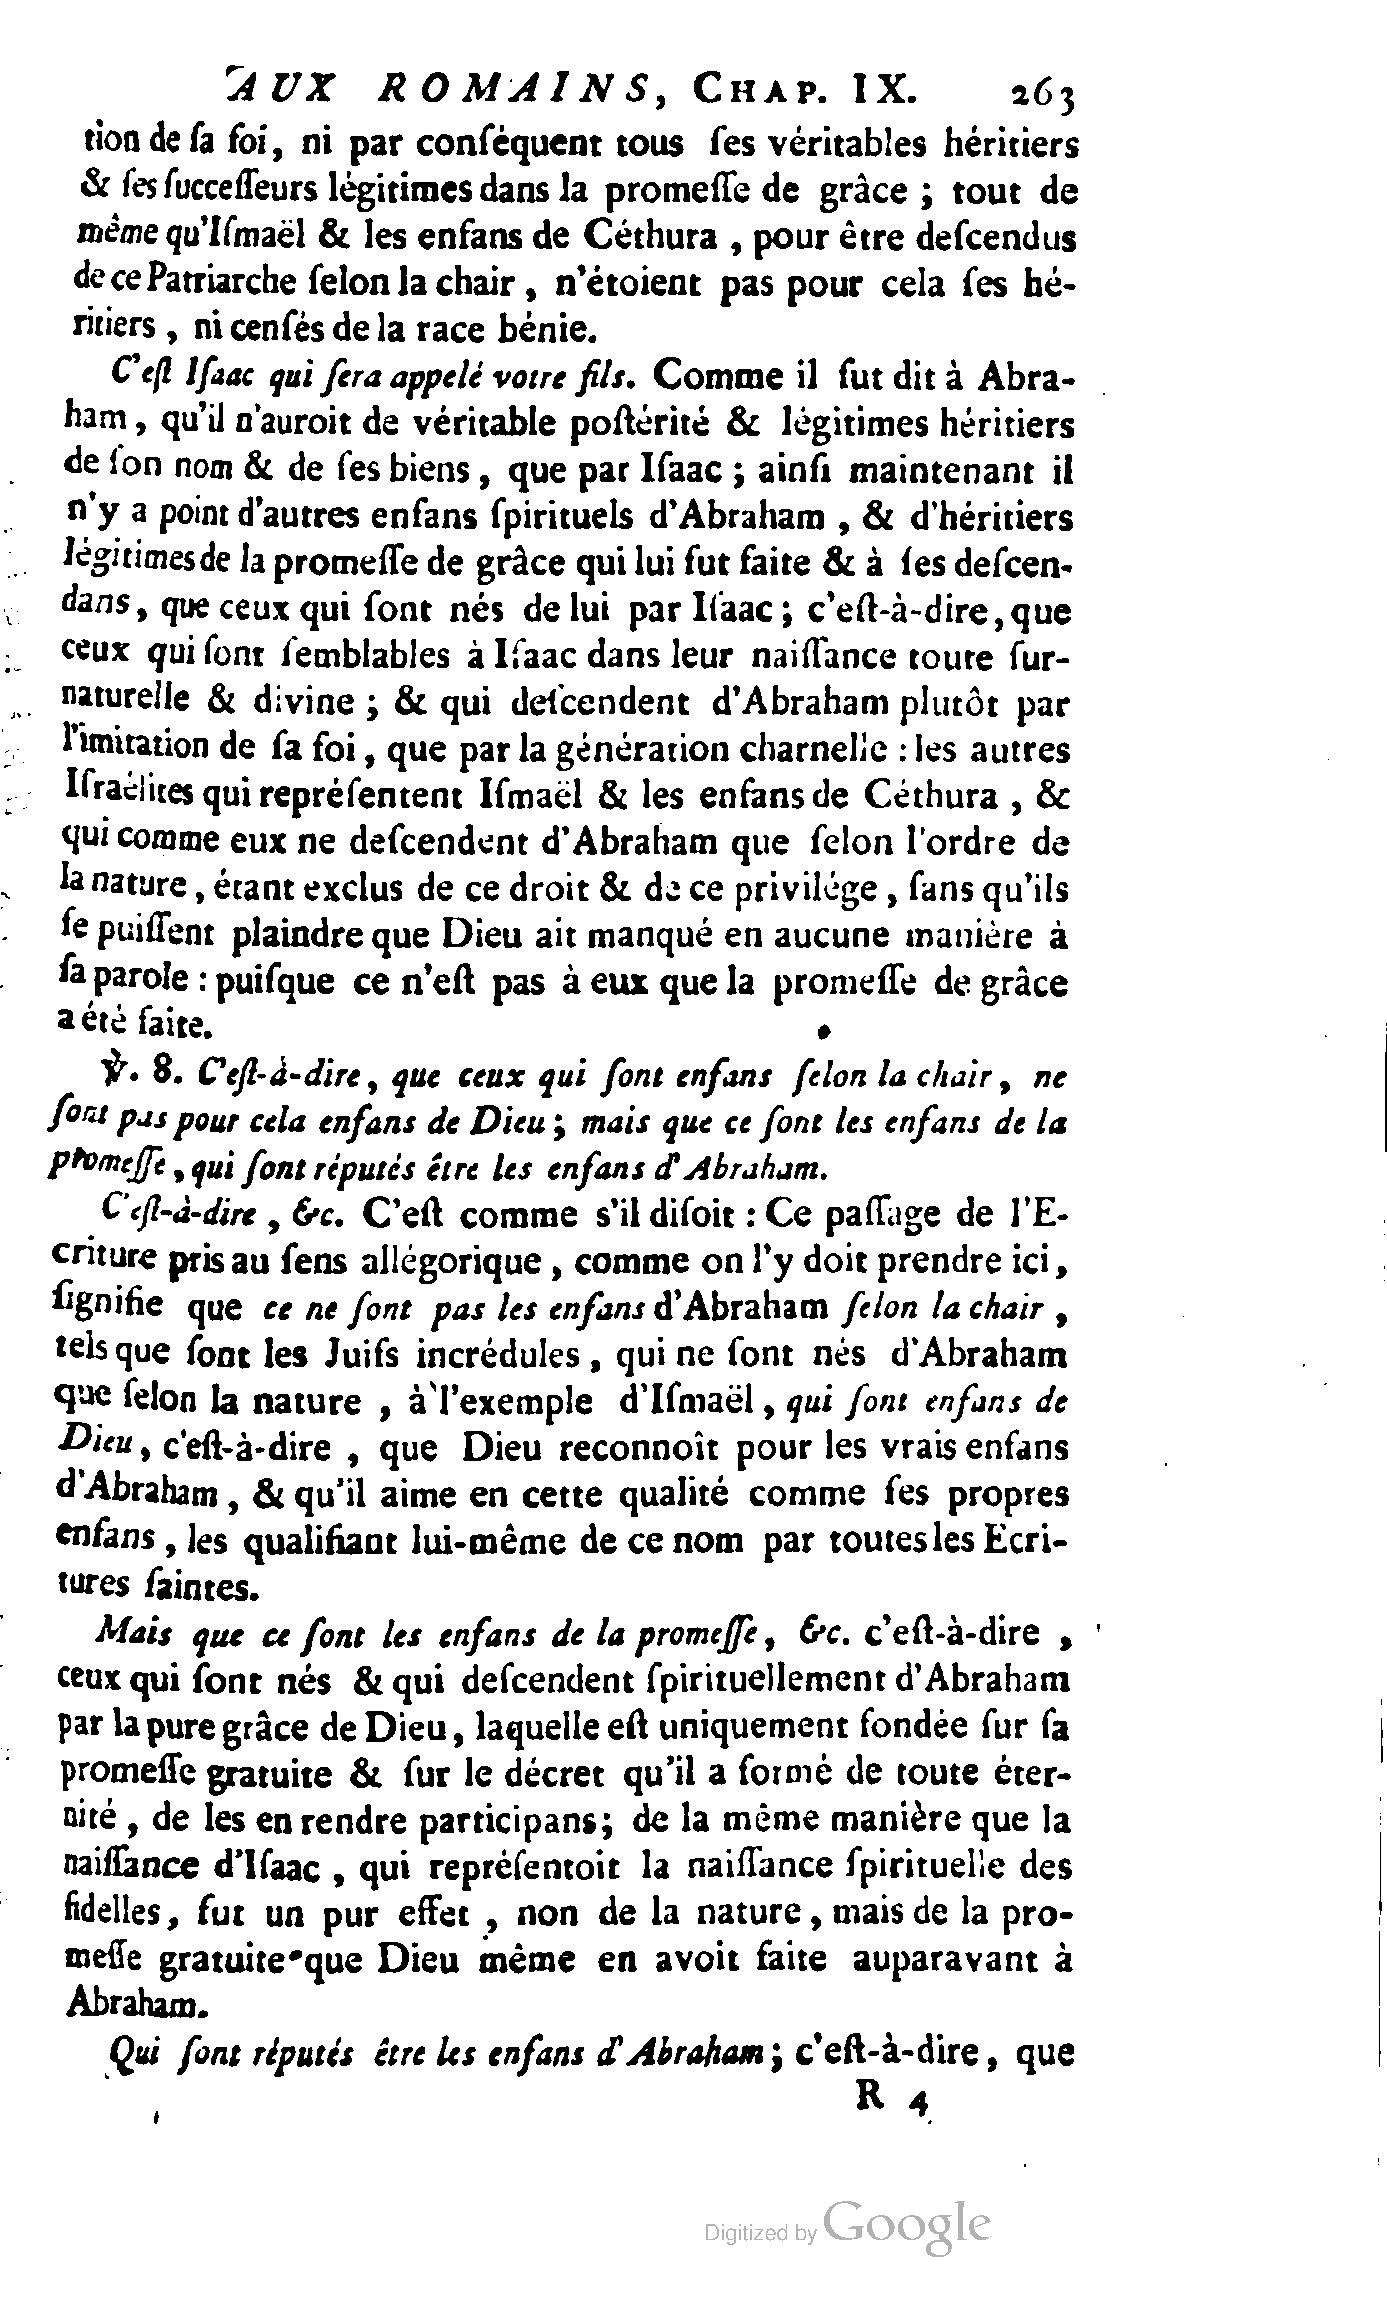 AUX ROMAINS, CHAP. IX. 263
tion de ſa foi, ni par conſéquent tous ſes véritables héritiers
& ſes ſucceſſeurs légitimes dans la promeſſe de grâce ; tout de
même qu'Iſmaël & les enfans de Céthura , pour être deſcendus
de ce Patriarche ſelon la chair , n'étoient pas pour cela ſes hé-
ritiers , ni cenſés de la race bénie.
C'eſt Iſaac qui ſera appelé votre fils. Comme il fut dit à Abra-
ham , qu'il n'auroit de véritable poſtérité & légitimes héritiers
de ſon nom & de ſes biens , que par Iſaac ; ainſi maintenant il
n'y a point d'autres enfans ſpirituels d'Abraham , & d'héritiers
légitimes de la promeſſe de grâce qui lui fut faite & à ſes deſcen-
dans, que ceux qui ſont nés de lui par Iſaac ; c'eſt-à-dire, que
ceux qui ſont ſemblables à Iſaac dans leur naiſſance toute ſur-
naturelle & divine ; & qui deſcendent d'Abraham plutôt par
l'imitation de ſa foi , que par la génération charnelle : les autres
Iſraélites qui repréſentent Iſmaël & les enfans de Céthura , &
qui comme eux ne deſcendent d'Abraham que ſelon l'ordre de
la nature , étant exclus de ce droit & de ce privilége , ſans qu'ils
ſe puiſſent plaindre que Dieu ait manqué en aucune manière à
ſa parole : puiſque ce n'eſt pas à eux que la promeſſe de grâce
a été faite.
℣. 8. C'eſt-à-dire, que ceux qui ſont enfans ſelon la chair, ne
ſont pas pour cela enfans de Dieu ; mais que ce ſont les enfans de la
promeſſe , qui ſont réputés être les enfans d'Abraham.
C'eſt-à-dire , &c. C'eſt comme s'il diſoit : Ce paſſage de l'E-
criture pris au ſens allégorique , comme on l'y doit prendre ici,
ſignifie que ce ne ſont pas les enfans d'Abraham ſelon la chair ,
tels que ſont les Juifs incrédules , qui ne ſont nés d'Abraham
que ſelon la nature , à l'exemple d'Iſmaël , qui ſont enfans de
Dieu, c'eſt-à-dire , que Dieu reconnoît pour les vrais enfans
d'Abraham , & qu'il aime en cette qualité comme ſes propres
enfans , les qualifiant lui-même de ce nom par toutes les Ecri-
tures ſaintes.
Mais que ce ſont les enfans de la promeſſe, &c. c'eſt-à-dire ,
ceux qui ſont nés & qui deſcendent ſpirituellement d'Abraham
par la pure grâce de Dieu, laquelle eſt uniquement fondée ſur ſa
promeſſe gratuite & ſur le décret qu'il a formé de toute éter-
nité , de les en rendre participans; de la même manière que la
naiſſance d'Iſaac , qui repréſentoit la naiſſance ſpirituelle des
fidelles, fut un pur effet , non de la nature , mais de la pro-
meſſe gratuite que Dieu même en avoit faite auparavant à
Abraham.
Qui ſont réputés être les enfans d'Abraham ; c'eſt-à-dire, que
R 4
Digitized by Google